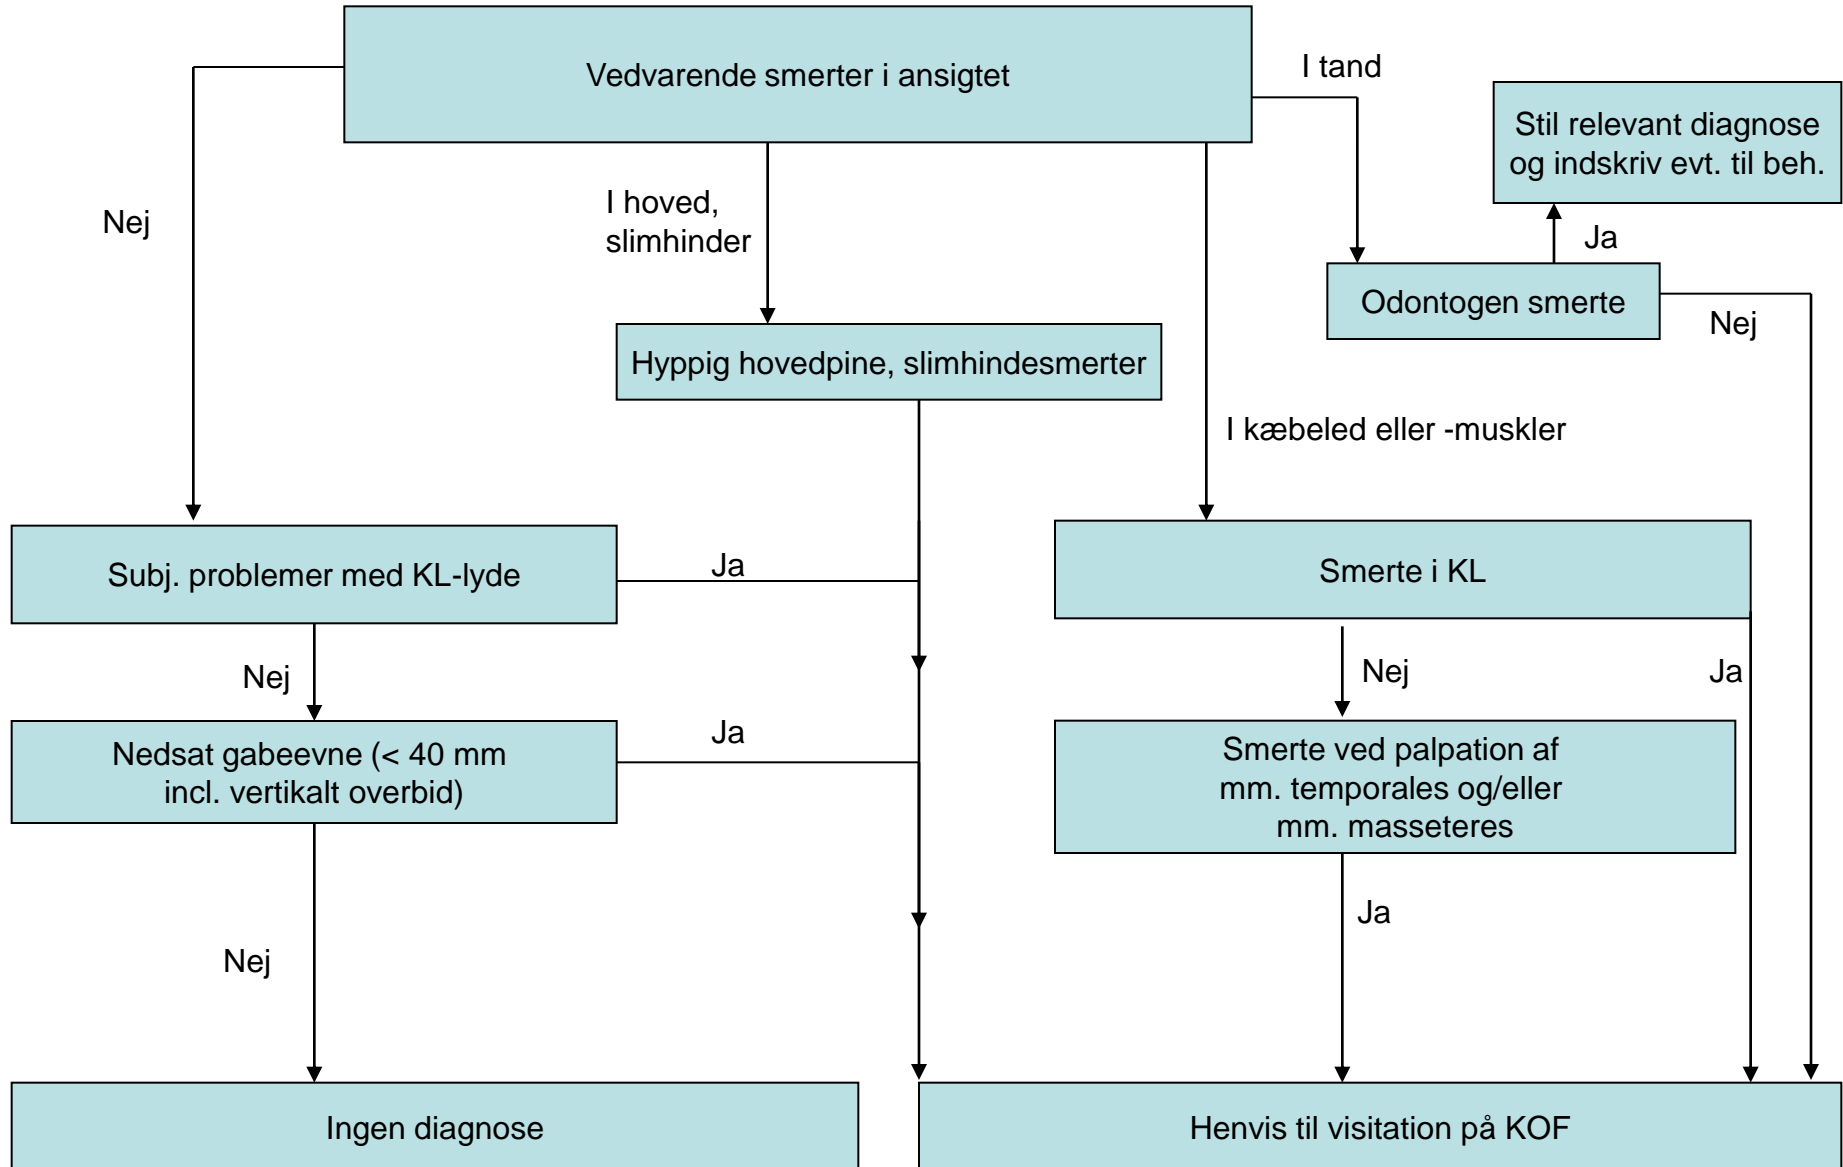 Vedvarende smerter i ansigtet
I tand
Stil relevant diagnose
og indskriv evt. til beh.
Nej
I hoved,
slimhinder
Ja
Odontogen smerte
Nej
Hyppig hovedpine, slimhindesmerter
I kæbeled eller -muskler
Subj. problemer med KL-lyde
Ja
Smerte i KL
Nej
Nej
Ja
Nedsat gabeevne (< 40 mm
incl. vertikalt overbid)
Ja
Smerte ved palpation af
mm. temporales og/eller
mm. masseteres
Ja
Nej
Ingen diagnose
Henvis til visitation på KOF